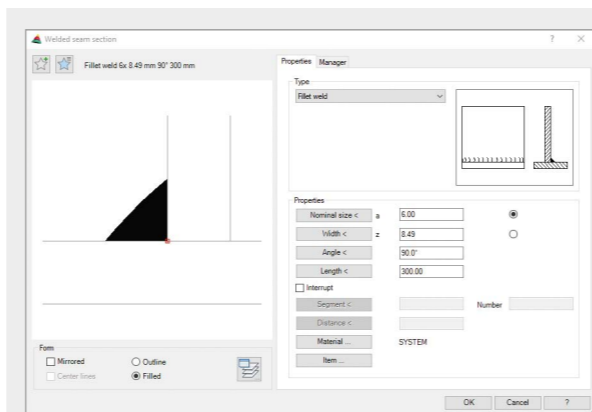 Welded seam section ? ×
Fillet weld 6x 8.49 mm 90° 300 mm
Properties Manager
Type
Fillet weld
Properties
Nominal size < a 6.00
Width < z 8.49
Angle < 90.0°
Length < 300.00
Interrupt
Segment < Number
Distance <
Material ... SYSTEM
Item ...
Form
Mirrored Outline
Center lines Filled
OK Cancel ?